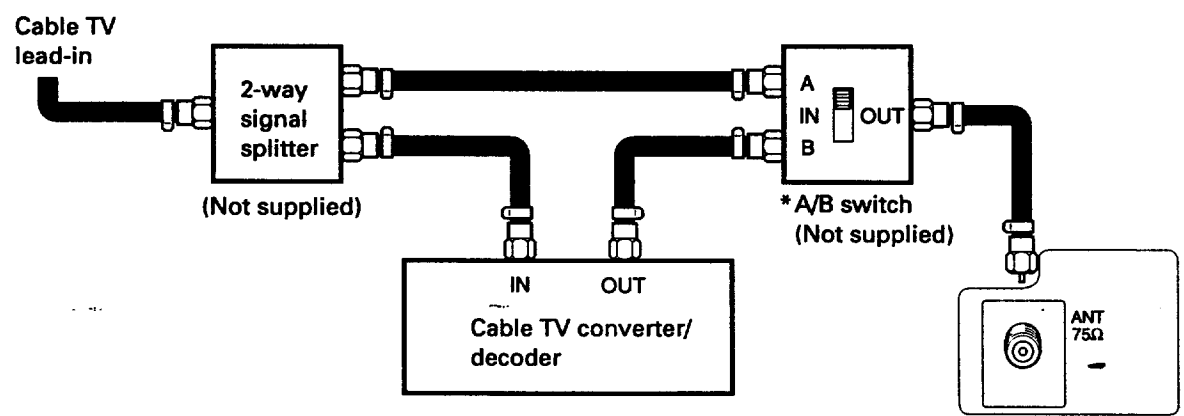 Cable TV
lead-in
2-way
signal
splitter
(Not supplied)
A
IN
OUT
B
* A/B switch
(Not supplied)
IN
OUT
Cable TV converter/
decoder
ANT
75Ω